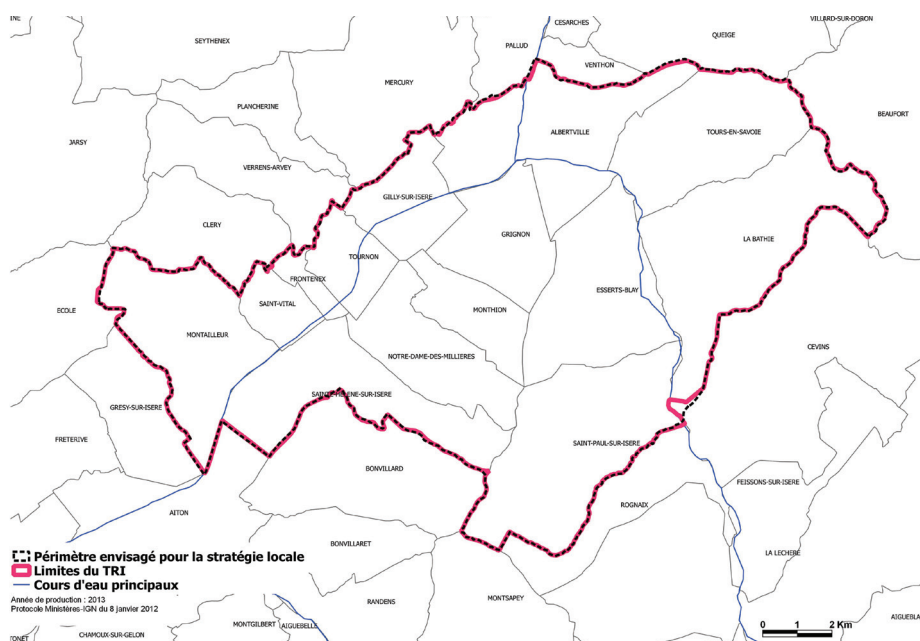 INE
CESARCHES
VILLARD-SUR-DORON
SEYTHENEX
PALLUD
QUEIGE
VENTHON
MERCURY
PLANCHERINE
BEAUFORT
ALBERTVILLE
TOURS-EN-SAVOIE
JARSY
VERRENS-ARVEY
GILLY-SUR-ISERE
CLERY
GRIGNON
LA BATHIE
TOURNON
FRONTENEX
ESSERTS-BLAY
SAINT-VITAL
ECOLE
MONTHION
MONTAILLEUR
CEVINS
NOTRE-DAME-DES-MILLIERES
SAINTE-HELENE-SUR-ISERE
GRESY-SUR-ISERE
FRETERIVE
SAINT-PAUL-SUR-ISERE
BONVILLARD
FEISSONS-SUR-ISERE
ROGNAIX
AITON
BONVILLARET
LA LECHERE
Périmètre envisagé pour la stratégie locale
Limites du TRI
Cours d'eau principaux
Année de production : 2013
Protocole Ministères-IGN du 8 janvier 2012
RANDENS
MONTSAPEY
MONTGILBERT
AIGUEBELLE
AIGUEBLA
CHAMOUX-SUR-GELON
0 1 2 Km